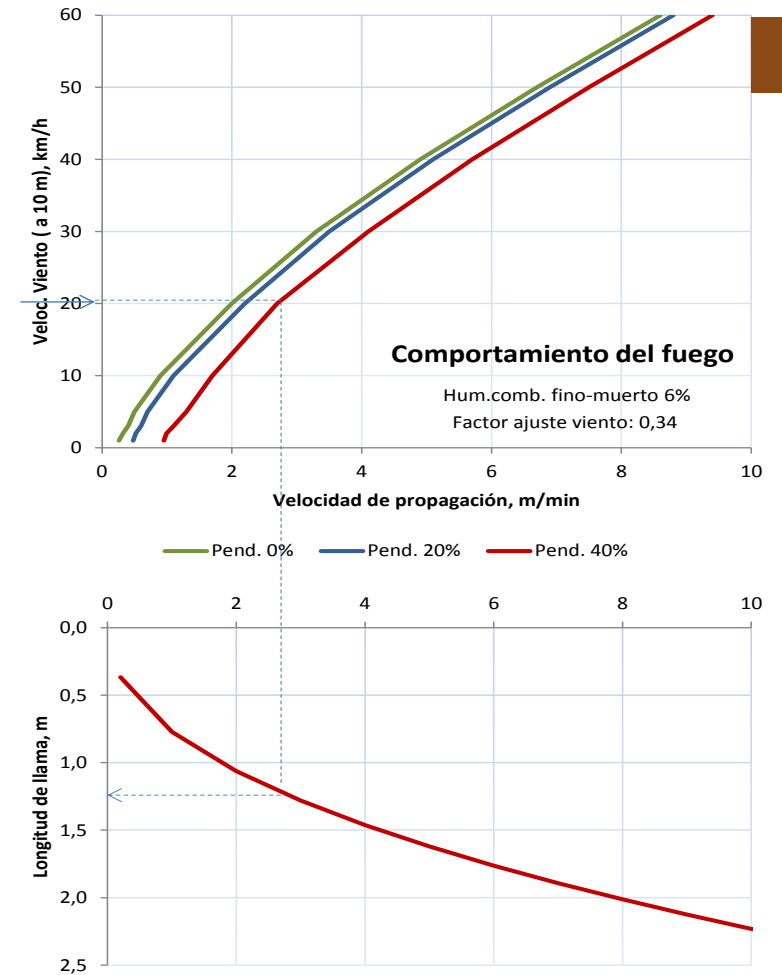 60
50
40
30
20
10
0
Veloc. Viento ( a 10 m), km/h
Comportamiento del fuego
Hum.comb. fino-muerto 6%
Factor ajuste viento: 0,34
0 2 4 6 8 10
Velocidad de propagación, m/min
Pend. 0% Pend. 20% Pend. 40%
0 2 4 6 8 10
0,0
0,5
1,0
1,5
2,0
2,5
Longitud de llama, m